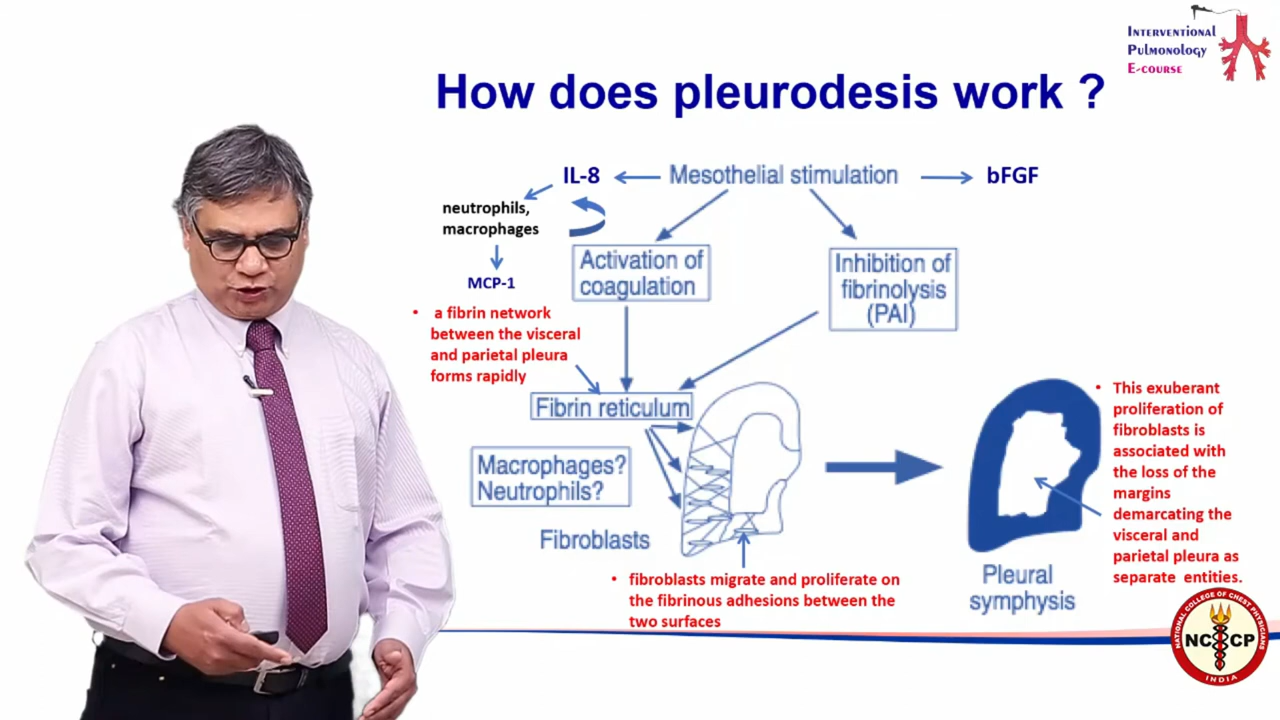 INTERVENTIONAL
PULMONOLOGY
E-COURSE
How does pleurodesis work ?
IL-8
Mesothelial stimulation
bFGF
neutrophils,
macrophages
MCP-1
Activation of
coagulation
Inhibition of
fibrinolysis
(PAI)
• a fibrin network
between the visceral
and parietal pleura
forms rapidly
Fibrin reticulum
Macrophages?
Neutrophils?
Fibroblasts
• fibroblasts migrate and proliferate on
the fibrinous adhesions between the
two surfaces
• This exuberant
proliferation of
fibroblasts is
associated with
the loss of the
margins
demarcating the
visceral and
parietal pleura as
separate entities.
Pleural
symphysis
NATIONAL COLLEGE OF CHEST PHYSICIANS
NCCP
INDIA